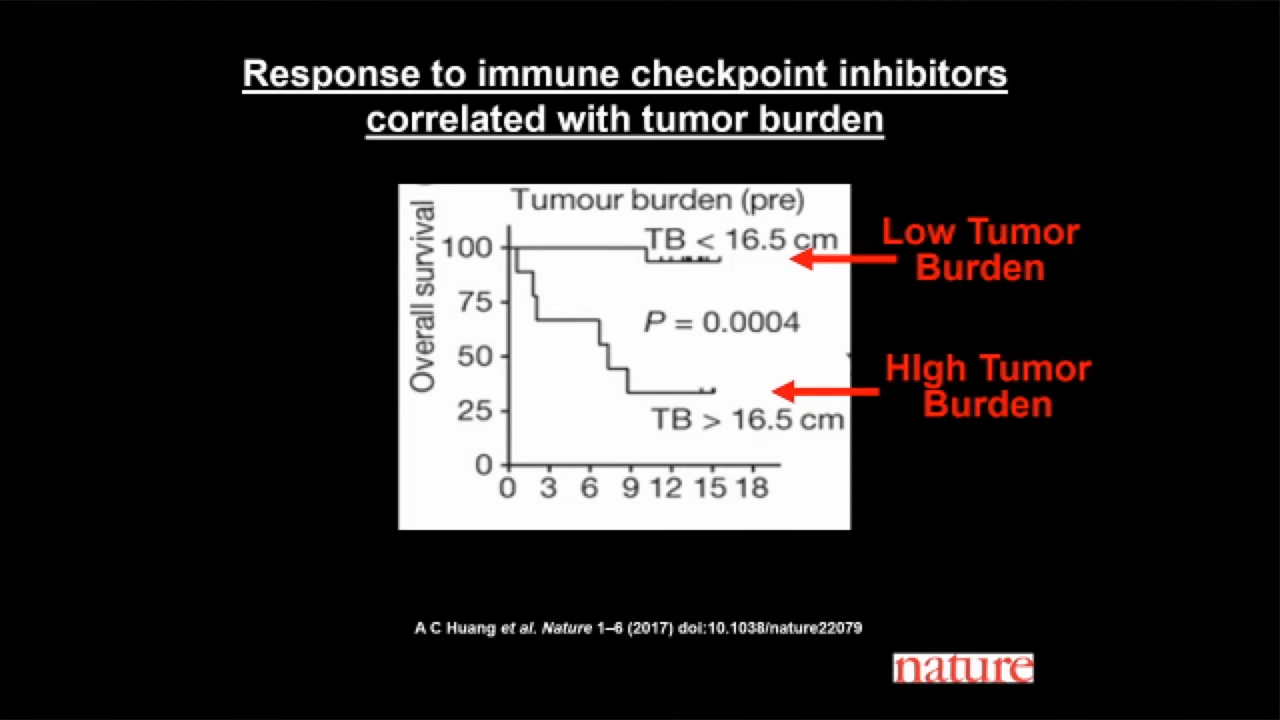 Response to immune checkpoint inhibitors
correlated with tumor burden
Tumour burden (pre)
Overall survival
100
75
50
25
0
0 3 6 9 12 15 18
TB < 16.5 cm
P = 0.0004
TB > 16.5 cm
Low Tumor
Burden
HIgh Tumor
Burden
A C Huang et al. Nature 1–6 (2017) doi:10.1038/nature22079
nature